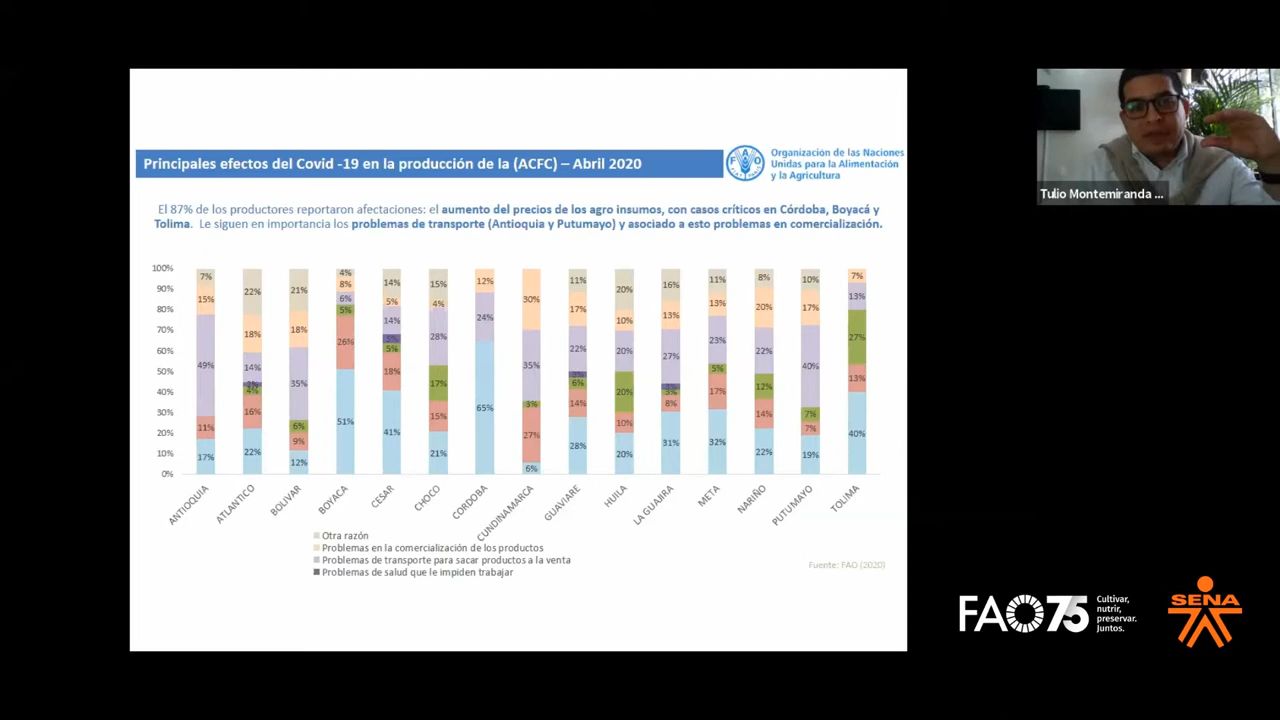 Principales efectos del Covid -19 en la producción de la (ACFC) – Abril 2020
FAO
Organización de las Naciones
Unidas para la Alimentación
y la Agricultura
Tulio Montemiranda ...
El 87% de los productores reportaron afectaciones: el aumento del precios de los agro insumos, con casos críticos en Córdoba, Boyacá y
Tolima. Le siguen en importancia los problemas de transporte (Antioquia y Putumayo) y asociado a esto problemas en comercialización.
100%
90%
80%
70%
60%
50%
40%
30%
20%
10%
0%
7%
15%
49%
11%
17%
22%
18%
14%
4%
16%
22%
21%
18%
35%
6%
9%
12%
4%
8%
6%
5%
26%
51%
14%
5%
14%
5%
5%
18%
41%
15%
4%
28%
17%
15%
21%
12%
24%
65%
30%
35%
3%
27%
6%
11%
17%
22%
6%
14%
28%
20%
10%
20%
20%
10%
20%
16%
13%
27%
3%
8%
31%
11%
13%
23%
5%
17%
32%
8%
20%
22%
12%
14%
22%
10%
17%
40%
7%
7%
19%
7%
13%
27%
13%
40%
ANTIOQUIA
ATLANTICO
BOLIVAR
BOYACA
CESAR
CHOCO
CORDOBA
CUNDINAMARCA
GUAVIARE
HUILA
LA GUAJIRA
META
NARIÑO
PUTUMAYO
TOLIMA
Otra razón
Problemas en la comercialización de los productos
Problemas de transporte para sacar productos a la venta
Problemas de salud que le impiden trabajar
Fuente: FAO (2020)
FAO 75
Cultivar,
nutrir,
preservar.
Juntos.
SENA